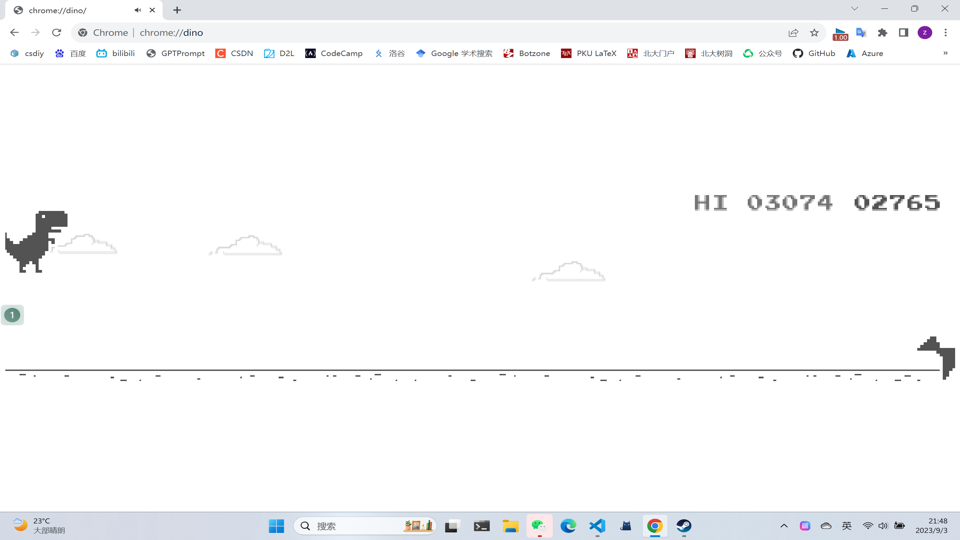 chrome://dino/
Chrome | chrome://dino
1.00
z
csdiy 百度 bilibili GPTPrompt CSDN D2L CodeCamp 洛谷 Google 学术搜索 Botzone PKU LaTeX 北大门户 北大树洞 公众号 GitHub Azure »
HI 03074 02765
1
23°C
大部晴朗
搜索
英
21:48
2023/9/3